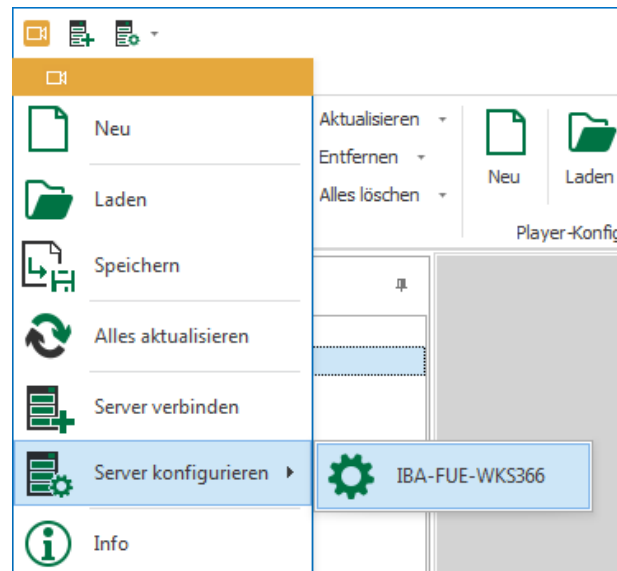 Neu
Laden
Speichern
Alles aktualisieren
Server verbinden
Server konfigurieren
IBA-FUE-WKS366
Info
Aktualisieren
Entfernen
Alles löschen
Neu
Laden
Player-Konfig